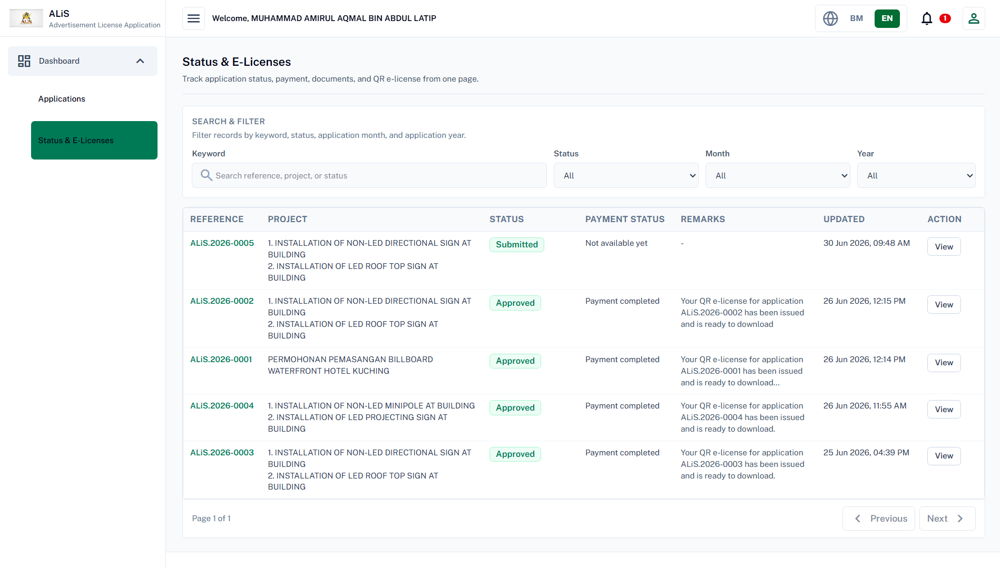 ALiS
Advertisement License Application
ALiS
Welcome, MUHAMMAD AMIRUL AQMAL BIN ABDUL LATIP
BM
EN
1
Dashboard
Applications
Status & E-Licenses
Status & E-Licenses
Track application status, payment, documents, and QR e-license from one page.
SEARCH & FILTER
Filter records by keyword, status, application month, and application year.
Keyword
Status
Month
Year
Search reference, project, or status
All
All
All
REFERENCE PROJECT STATUS PAYMENT STATUS REMARKS UPDATED ACTION
ALiS.2026-0005
1. INSTALLATION OF NON-LED DIRECTIONAL SIGN AT
BUILDING
2. INSTALLATION OF LED ROOF TOP SIGN AT
BUILDING
Submitted
Not available yet
-
30 Jun 2026, 09:48 AM
View
ALiS.2026-0002
1. INSTALLATION OF NON-LED DIRECTIONAL SIGN AT
BUILDING
2. INSTALLATION OF LED ROOF TOP SIGN AT
BUILDING
Approved
Payment completed
Your QR e-license for application
ALiS.2026-0002 has been issued
and is ready to download
26 Jun 2026, 12:15 PM
View
ALiS.2026-0001
PERMOHONAN PEMASANGAN BILLBOARD
WATERFRONT HOTEL KUCHING
Approved
Payment completed
Your QR e-license for application
ALiS.2026-0001 has been issued
and is ready to download...
26 Jun 2026, 12:14 PM
View
ALiS.2026-0004
1. INSTALLATION OF NON-LED MINIPOLE AT BUILDING
2. INSTALLATION OF LED PROJECTING SIGN AT
BUILDING
Approved
Payment completed
Your QR e-license for application
ALiS.2026-0004 has been issued
and is ready to download.
26 Jun 2026, 11:55 AM
View
ALiS.2026-0003
1. INSTALLATION OF NON-LED DIRECTIONAL SIGN AT
BUILDING
2. INSTALLATION OF LED ROOF TOP SIGN AT
BUILDING
Approved
Payment completed
Your QR e-license for application
ALiS.2026-0003 has been issued
and is ready to download.
25 Jun 2026, 04:39 PM
View
Page 1 of 1
Previous
Next